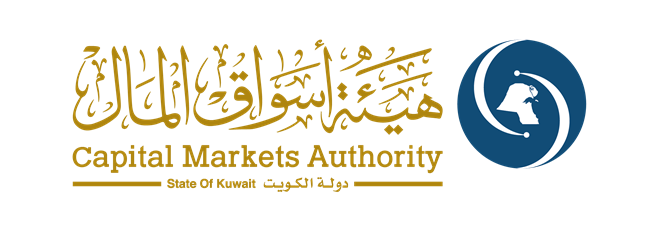 هيئة أسواق المال
Capital Markets Authority
State Of Kuwait دولة الكويت